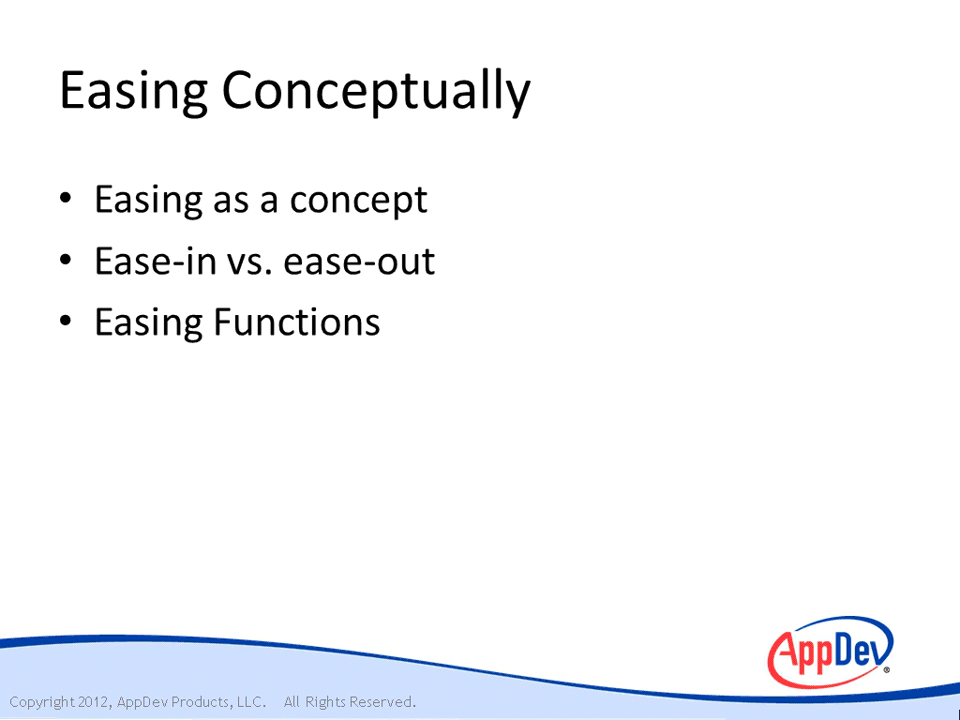 Easing Conceptually
• Easing as a concept
• Ease-in vs. ease-out
• Easing Functions
AppDev®
Copyright 2012, AppDev Products, LLC. All Rights Reserved.